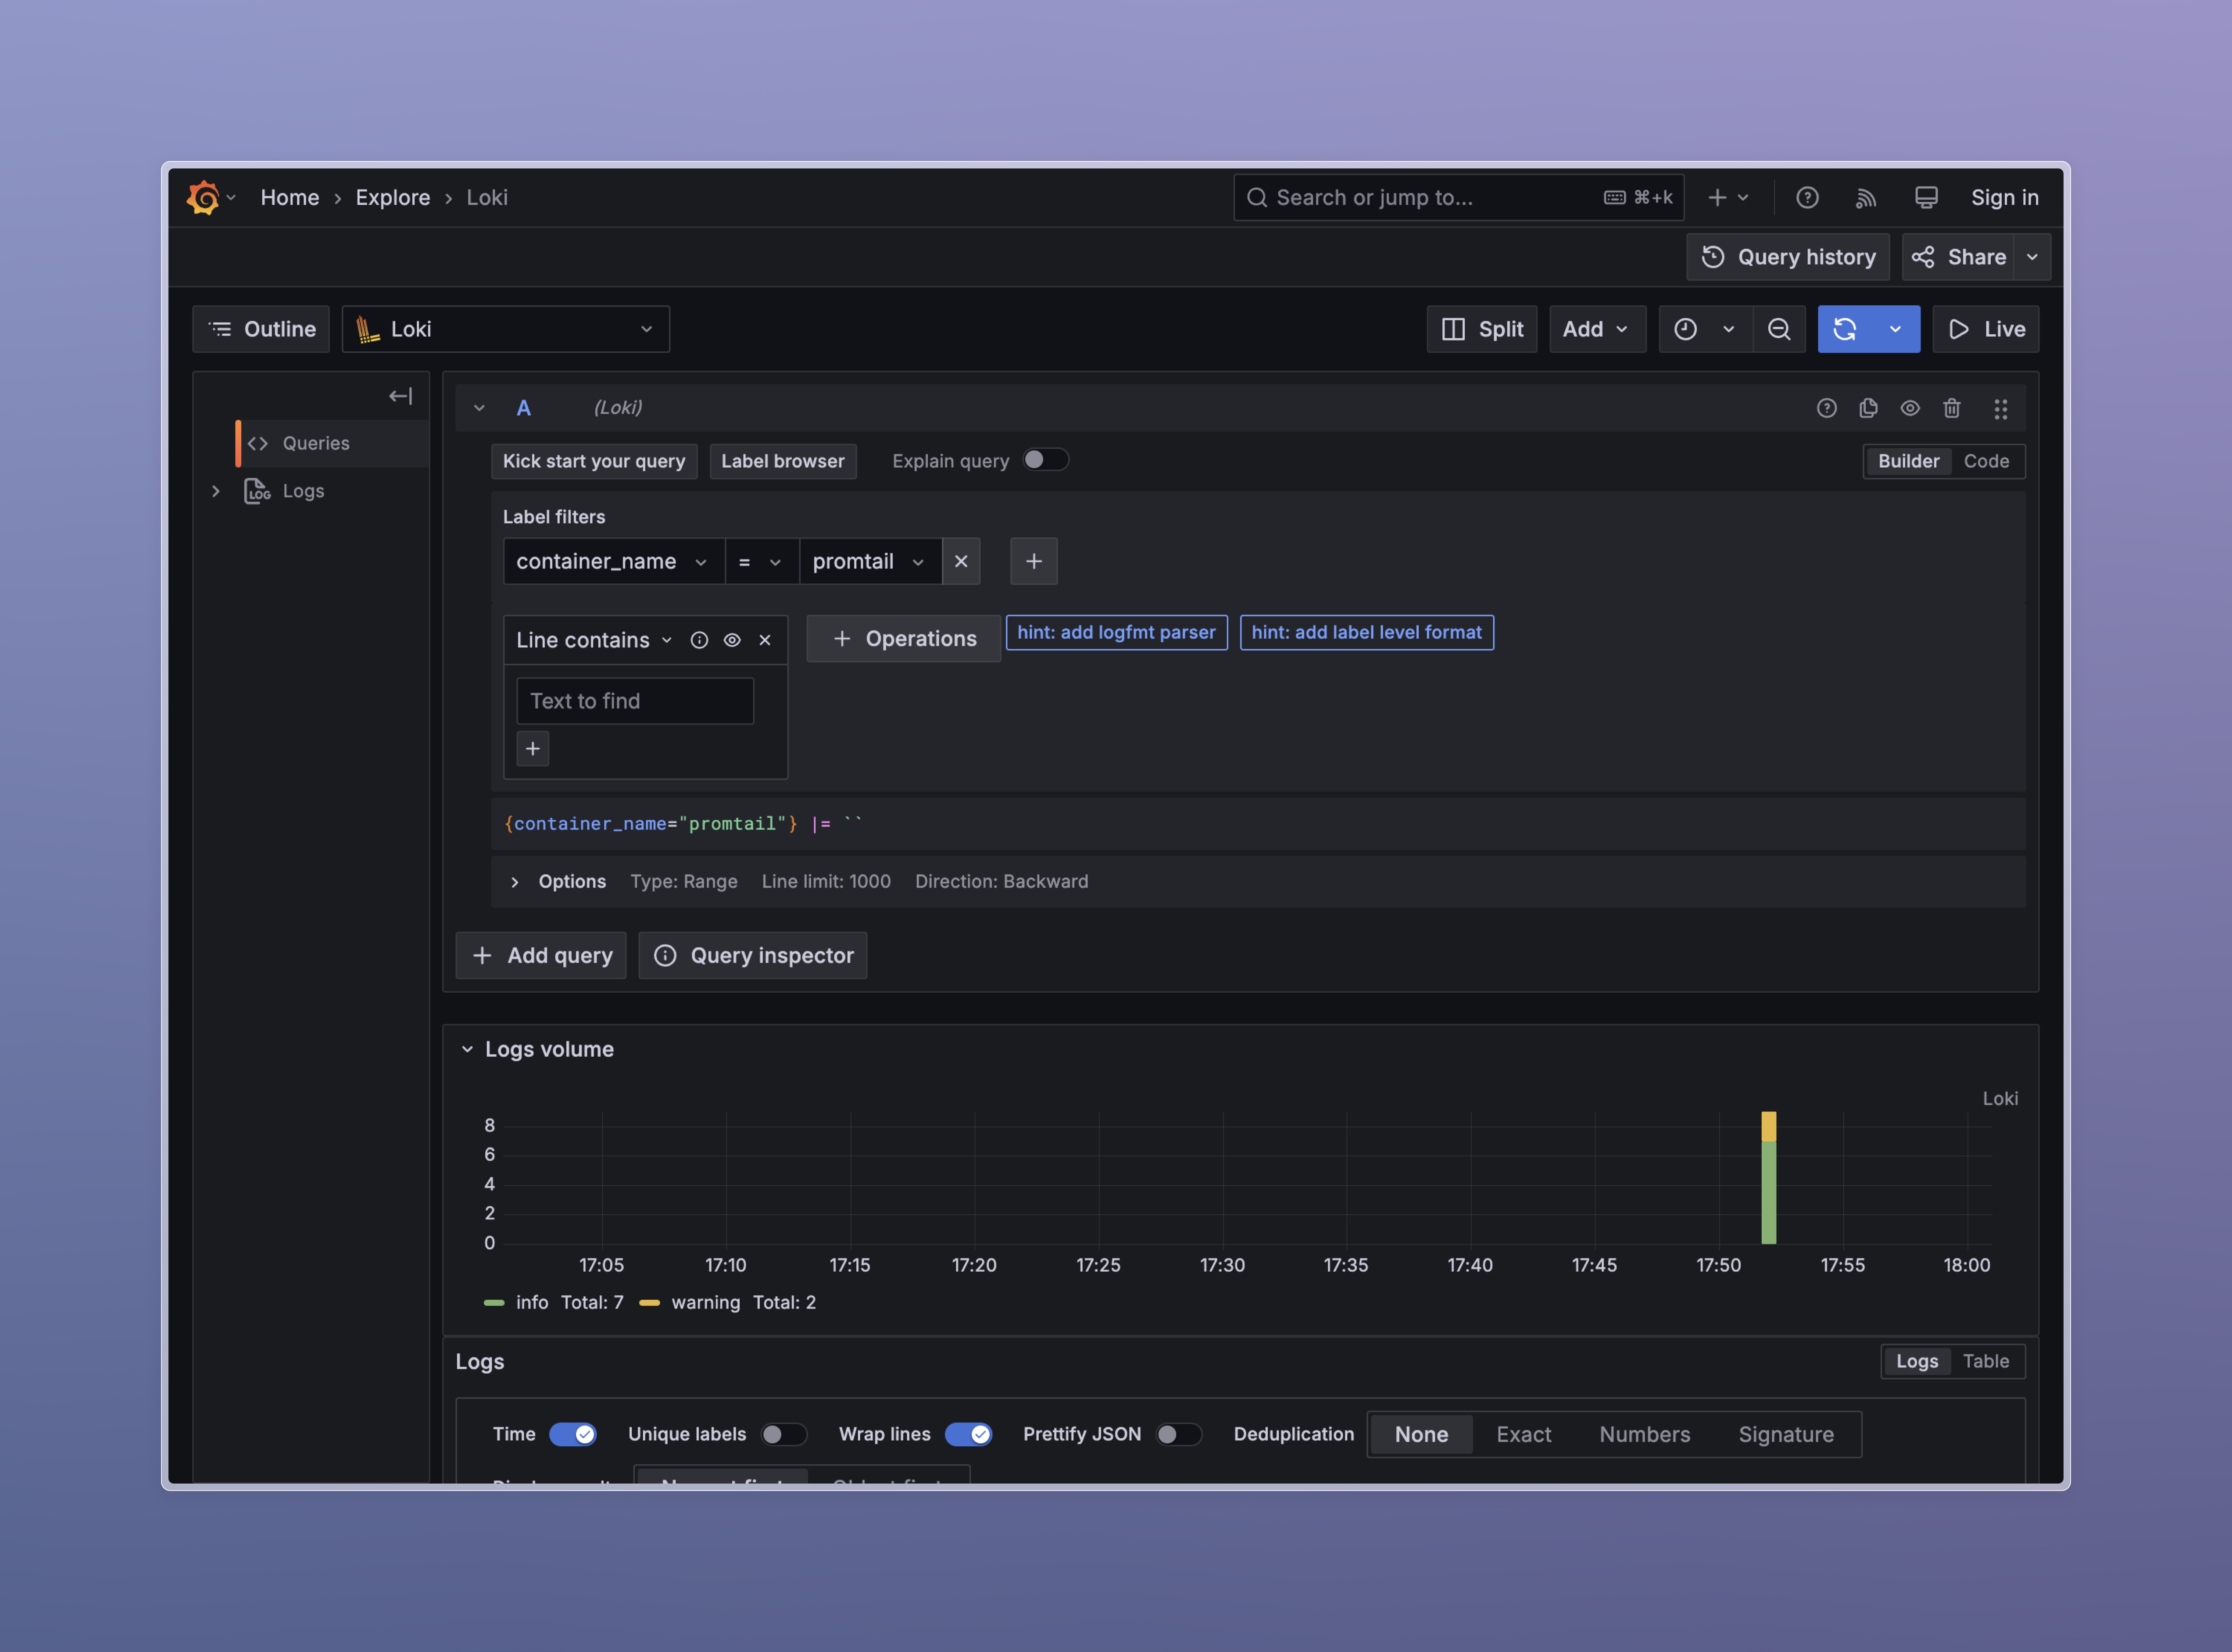 Home › Explore › Loki
Search or jump to... ⌘+k
Sign in
Query history
Share
Outline
Loki
Split
Add
Live
A (Loki)
Queries
Logs
Kick start your query
Label browser
Explain query
Builder Code
Label filters
container_name = promtail
Line contains
Operations
hint: add logfmt parser
hint: add label level format
Text to find
{container_name="promtail"} |= ``
Options Type: Range Line limit: 1000 Direction: Backward
+ Add query
Query inspector
Logs volume
Loki
8
6
4
2
0
17:05 17:10 17:15 17:20 17:25 17:30 17:35 17:40 17:45 17:50 17:55 18:00
info Total: 7 warning Total: 2
Logs
Logs Table
Time Unique labels Wrap lines Prettify JSON Deduplication None Exact Numbers Signature